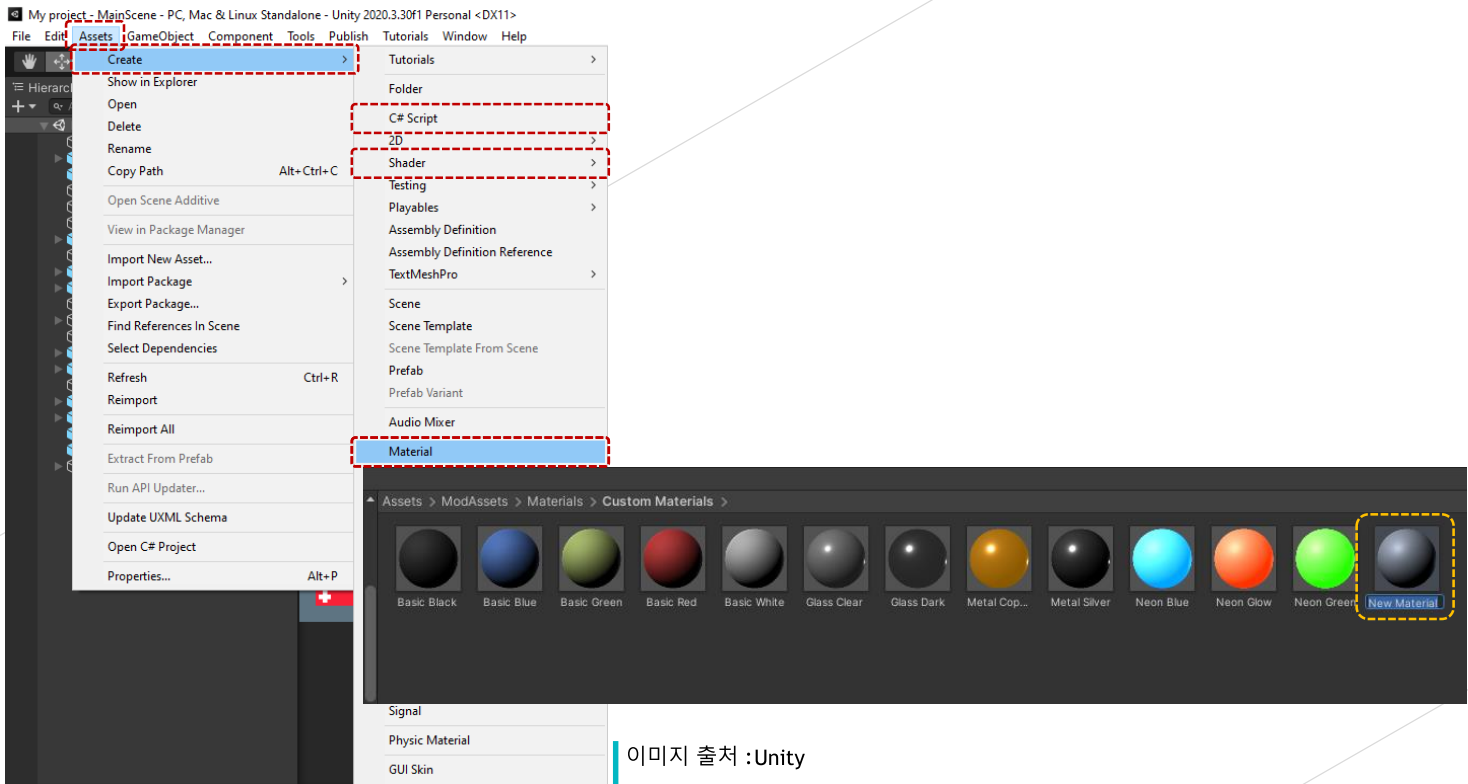 My project - MainScene - PC, Mac & Linux Standalone - Unity 2020.3.30f1 Personal <DX11>
File Edit Assets GameObject Component Tools Publish Tutorials Window Help
Hierarc
Create
Show in Explorer
Open
Delete
Rename
Copy Path Alt+Ctrl+C
Open Scene Additive
View in Package Manager
Import New Asset...
Import Package
Export Package...
Find References In Scene
Select Dependencies
Refresh Ctrl+R
Reimport
Reimport All
Extract From Prefab
Run API Updater...
Update UXML Schema
Open C# Project
Properties... Alt+P
Tutorials
Folder
C# Script
2D
Shader
Testing
Playables
Assembly Definition
Assembly Definition Reference
TextMeshPro
Scene
Scene Template
Scene Template From Scene
Prefab
Prefab Variant
Audio Mixer
Material
Assets > ModAssets > Materials > Custom Materials >
Basic Black Basic Blue Basic Green Basic Red Basic White Glass Clear Glass Dark Metal Cop... Metal Silver Neon Blue Neon Glow Neon Green New Material
Signal
Physic Material
GUI Skin
이미지 출처 :Unity